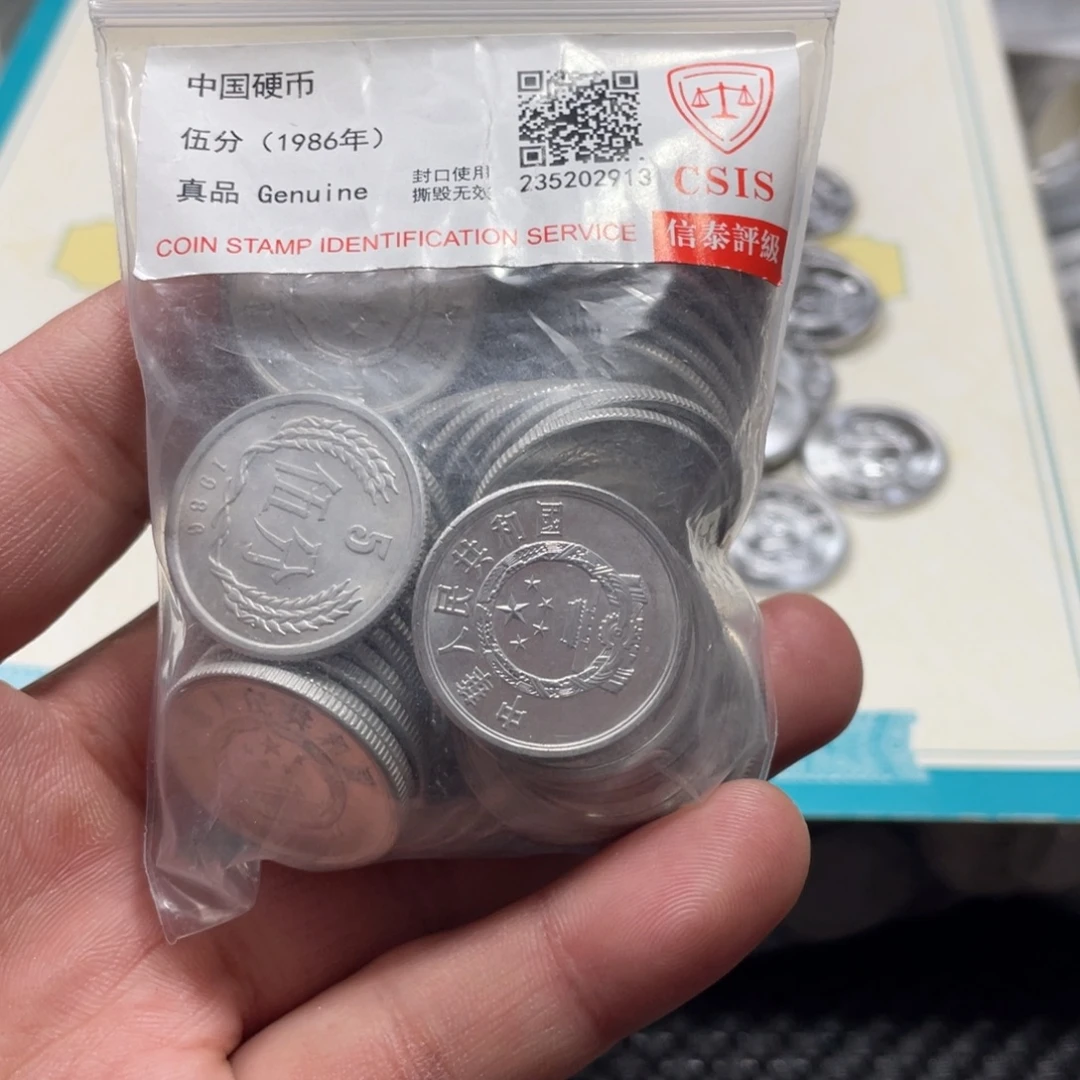 中国硬币
伍分（1986年）
真品 Genuine
封口使用
撕毁无效
235202913
CSIS
COIN STAMP IDENTIFICATION SERVICE
信泰評級
1986
伍分
5
中华人民共和国